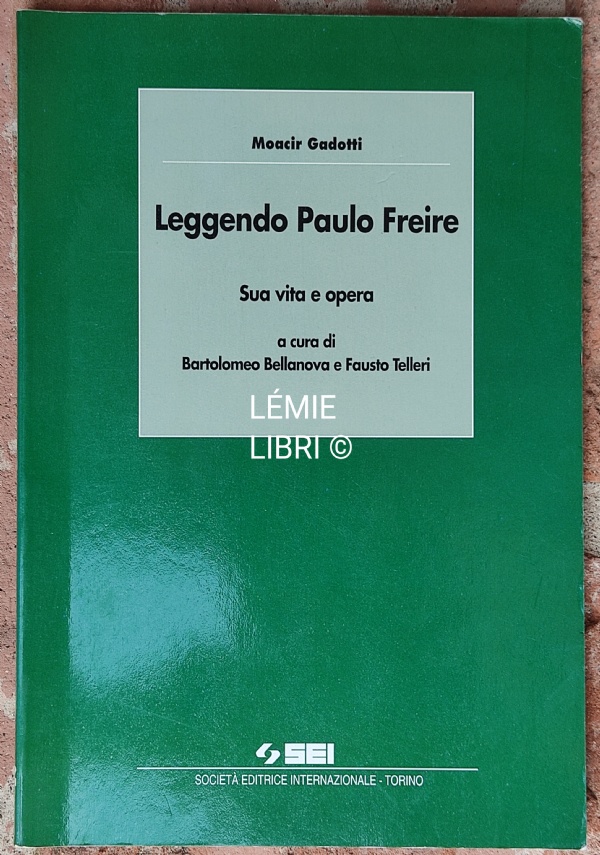 Moacir Gadotti
Leggendo Paulo Freire
Sua vita e opera
a cura di
Bartolomeo Bellanova e Fausto Telleri
LÉMIE
LIBRI ©
SEI
SOCIETÀ EDITRICE INTERNAZIONALE - TORINO